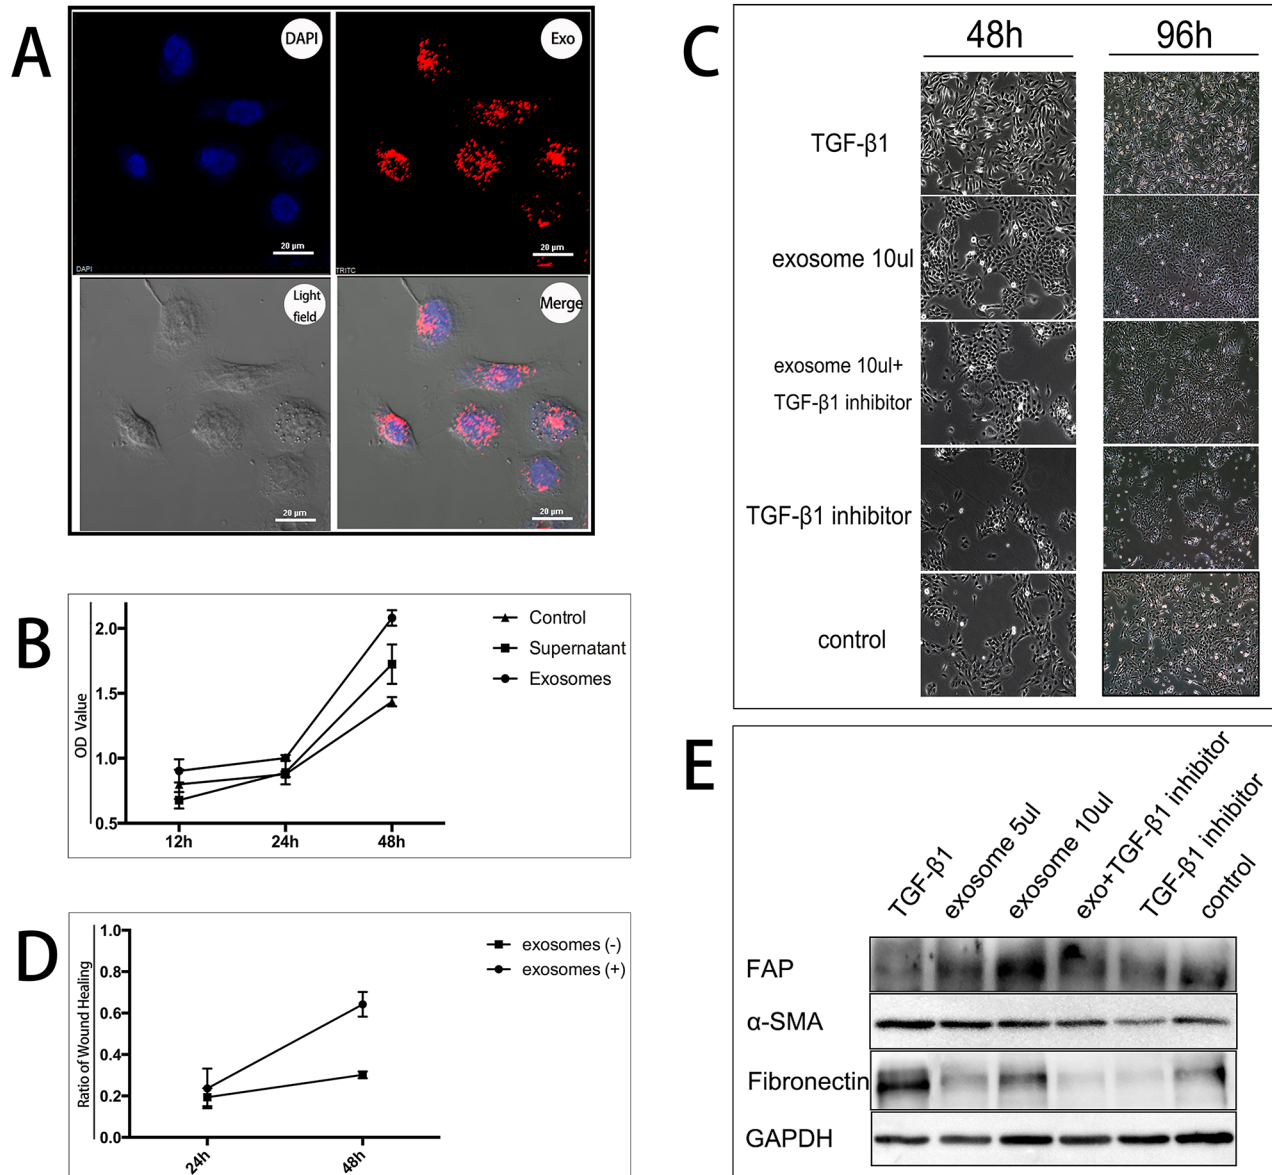 A
DAPI
Exo
20 µm
20 µm
DAPI
TRITC
Light
field
Merge
20 µm
20 µm
B
OD Value
2.0
1.5
1.0
0.5
12h
24h
48h
Control
Supernatant
Exosomes
D
Ratio of Wound Healing
1.0
0.8
0.6
0.4
0.2
0.0
24h
48h
exosomes (-)
exosomes (+)
C
48h
96h
TGF-β1
exosome 10ul
exosome 10ul+
TGF-β1 inhibitor
TGF-β1 inhibitor
control
E
TGF-β1
exosome 5ul
exosome 10ul
exo+TGF-β1 inhibitor
TGF-β1 inhibitor
control
FAP
α-SMA
Fibronectin
GAPDH